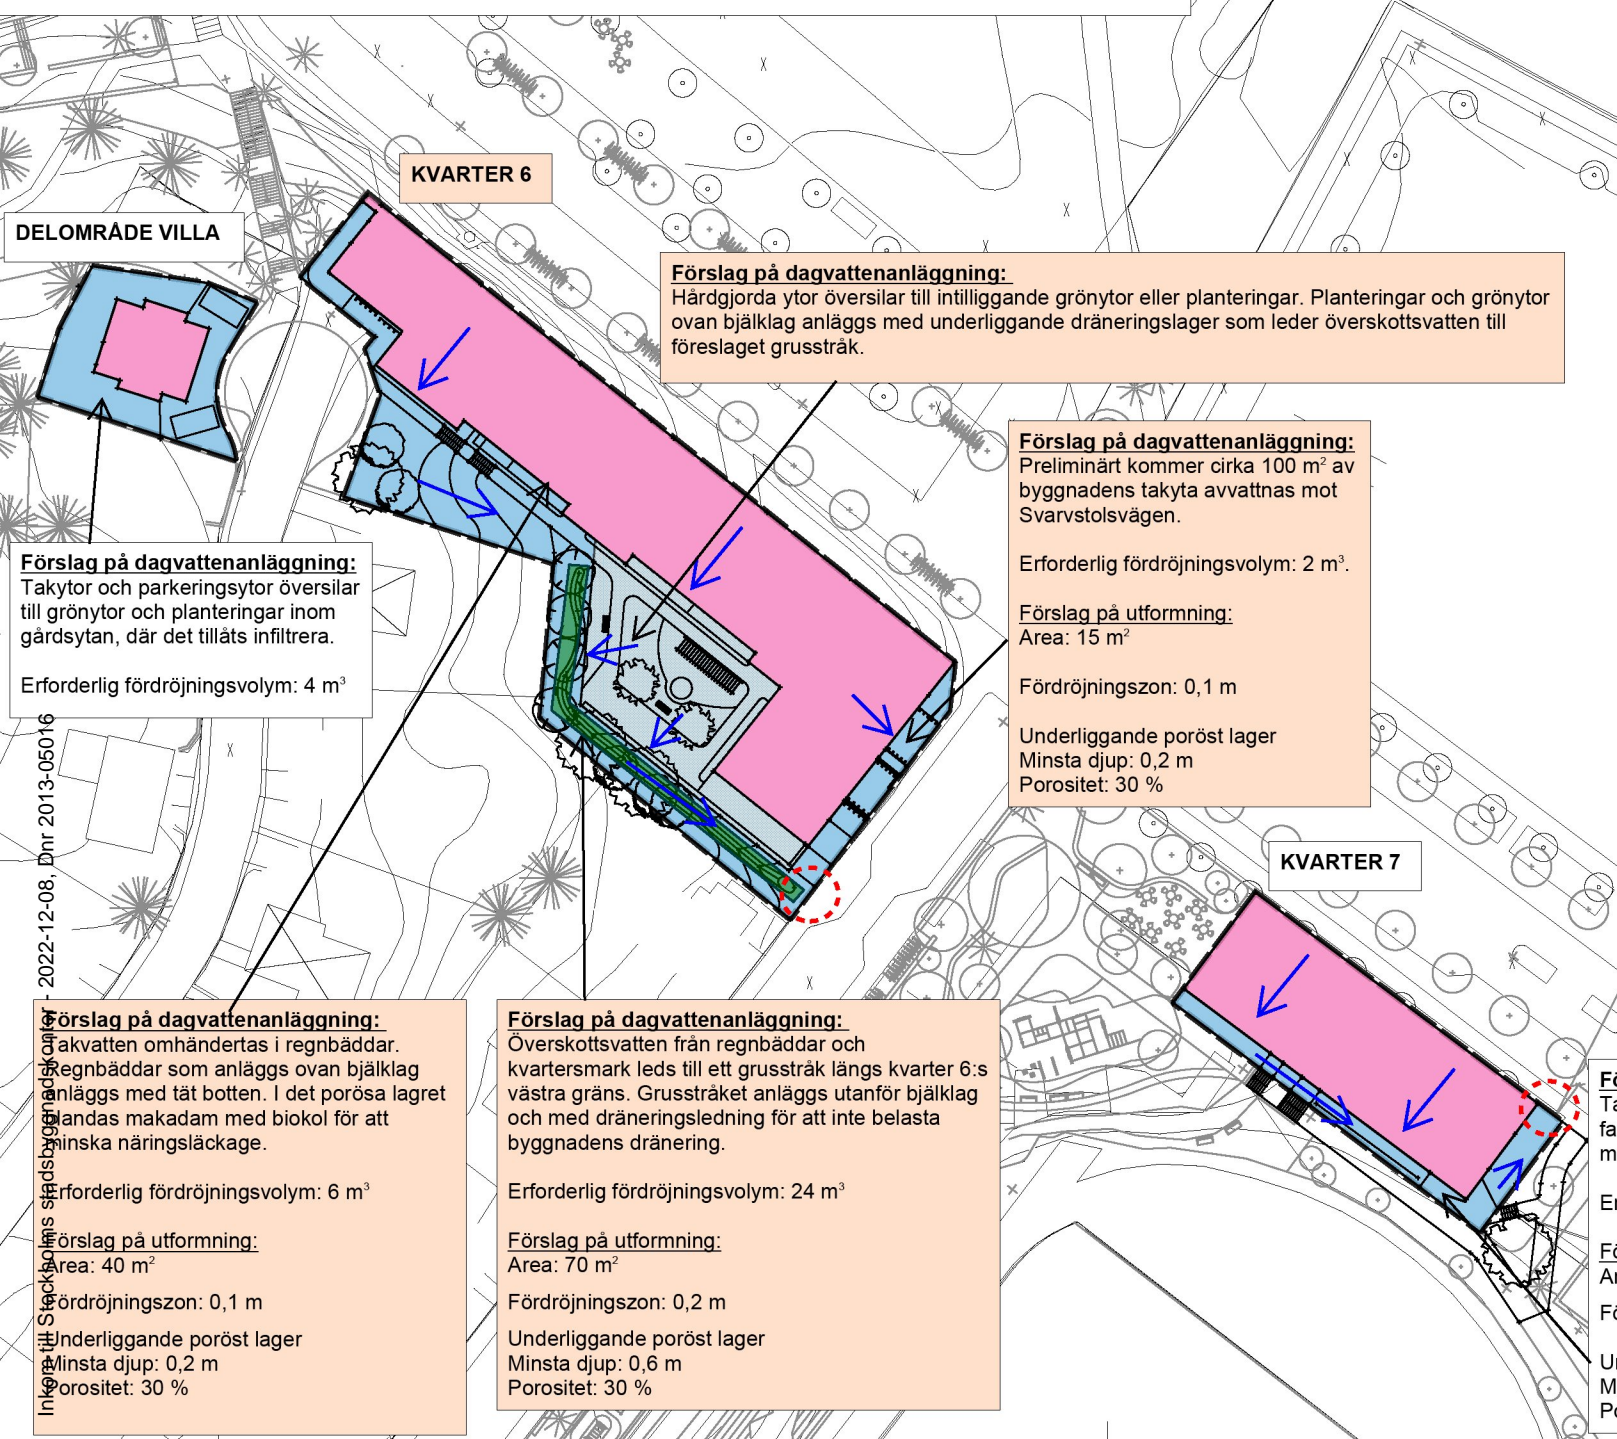 KVARTER 6
DELOMRÅDE VILLA
Förslag på dagvattenanläggning:
Hårdgjorda ytor översilar till intilliggande grönytor eller planteringar. Planteringar och grönytor
ovan bjälklag anläggs med underliggande dräneringslager som leder överskottsvatten till
föreslaget grusstråk.
Förslag på dagvattenanläggning:
Preliminärt kommer cirka 100 m² av
byggnadens takyta avvattnas mot
Svarvstolsvägen.
Erforderlig fördröjningsvolym: 2 m³.
Förslag på utformning:
Area: 15 m²
Fördröjningszon: 0,1 m
Underliggande poröst lager
Minsta djup: 0,2 m
Porositet: 30 %
Förslag på dagvattenanläggning:
Takytor och parkeringsytor översilar
till grönytor och planteringar inom
gårdsytan, där det tillåts infiltrera.
Erforderlig fördröjningsvolym: 4 m³
KVARTER 7
Inkom till Stockholms stadsbyggnadskontor - 2022-12-08, Dnr 2013-05016
Förslag på dagvattenanläggning:
Takvatten omhändertas i regnbäddar.
Regnbäddar som anläggs ovan bjälklag
anläggs med tät botten. I det porösa lagret
blandas makadam med biokol för att
minska näringsläckage.
Erforderlig fördröjningsvolym: 6 m³
Förslag på utformning:
Area: 40 m²
Fördröjningszon: 0,1 m
Underliggande poröst lager
Minsta djup: 0,2 m
Porositet: 30 %
Förslag på dagvattenanläggning:
Överskottsvatten från regnbäddar och
kvartersmark leds till ett grusstråk längs kvarter 6:s
västra gräns. Grusstråket anläggs utanför bjälklag
och med dräneringsledning för att inte belasta
byggnadens dränering.
Erforderlig fördröjningsvolym: 24 m³
Förslag på utformning:
Area: 70 m²
Fördröjningszon: 0,2 m
Underliggande poröst lager
Minsta djup: 0,6 m
Porositet: 30 %